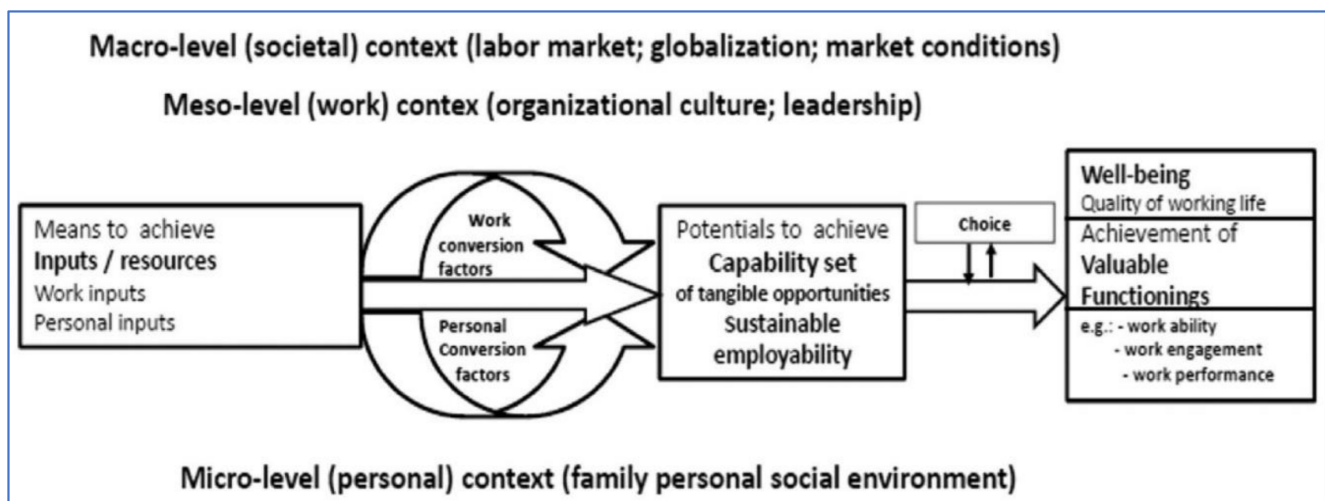 Macro-level (societal) context (labor market; globalization; market conditions)
Meso-level (work) contex (organizational culture; leadership)
Means to achieve
Inputs / resources
Work inputs
Personal inputs
Work
conversion
factors
Personal
Conversion
factors
Potentials to achieve
Capability set
of tangible opportunities
Sustainable
employability
Choice
Well-being
Quality of working life
Achievement of
Valuable
Functionings
e.g.: - work ability
- work engagement
- work performance
Micro-level (personal) context (family personal social environment)